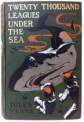 TWENTY THOUSAND
LEAGUES UNDER
THE SEA